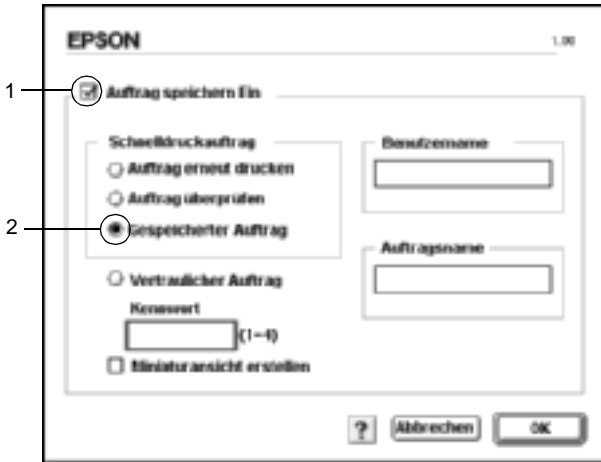 EPSON
1.00
1
Auftrag speichern Ein
Schnelldruckauftrag
Auftrag erneut drucken
Auftrag überprüfen
2
Gespeicherter Auftrag
Vertraulicher Auftrag
Kennwort
(1-4)
Miniaturansicht erstellen
Benutzername
Auftragsname
?
Abbrechen
OK